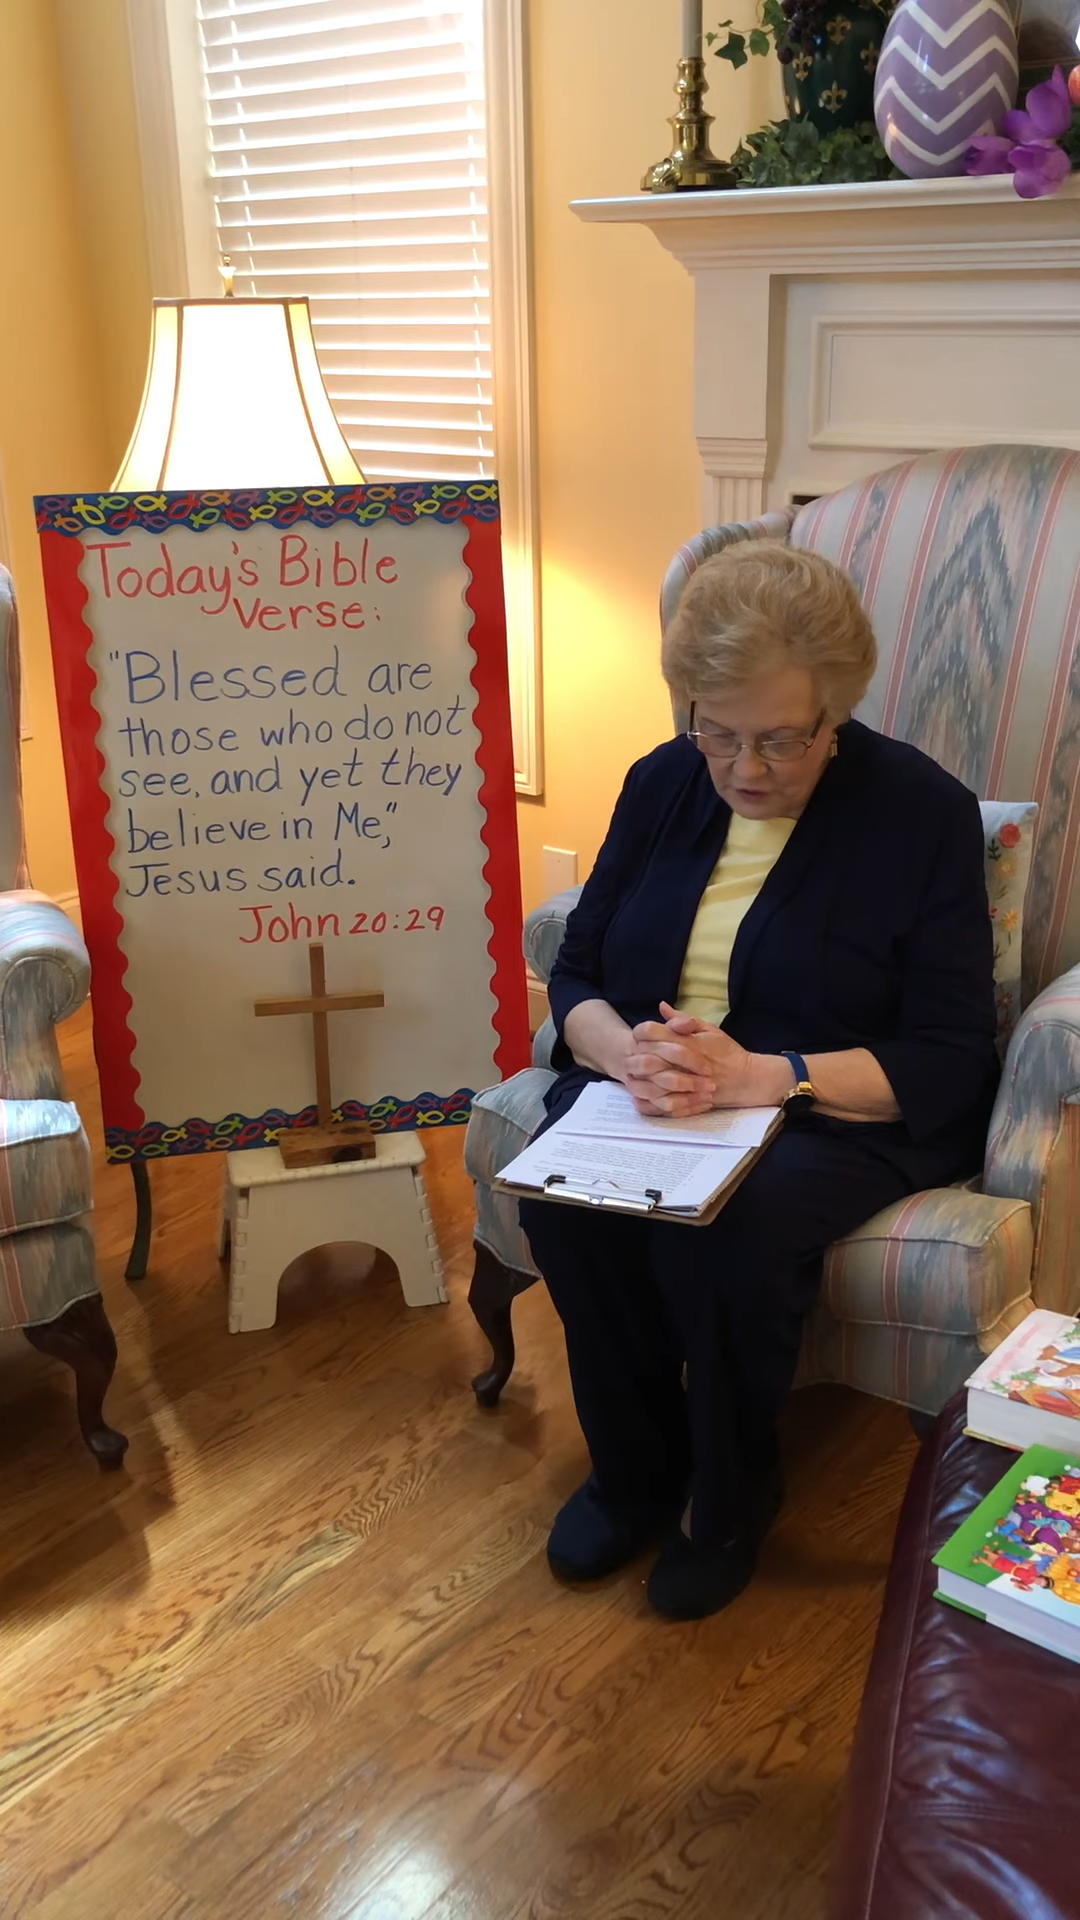 Today's Bible
Verse:
"Blessed are
those who do not
see, and yet they
believe in Me,"
Jesus said.
John 20:29